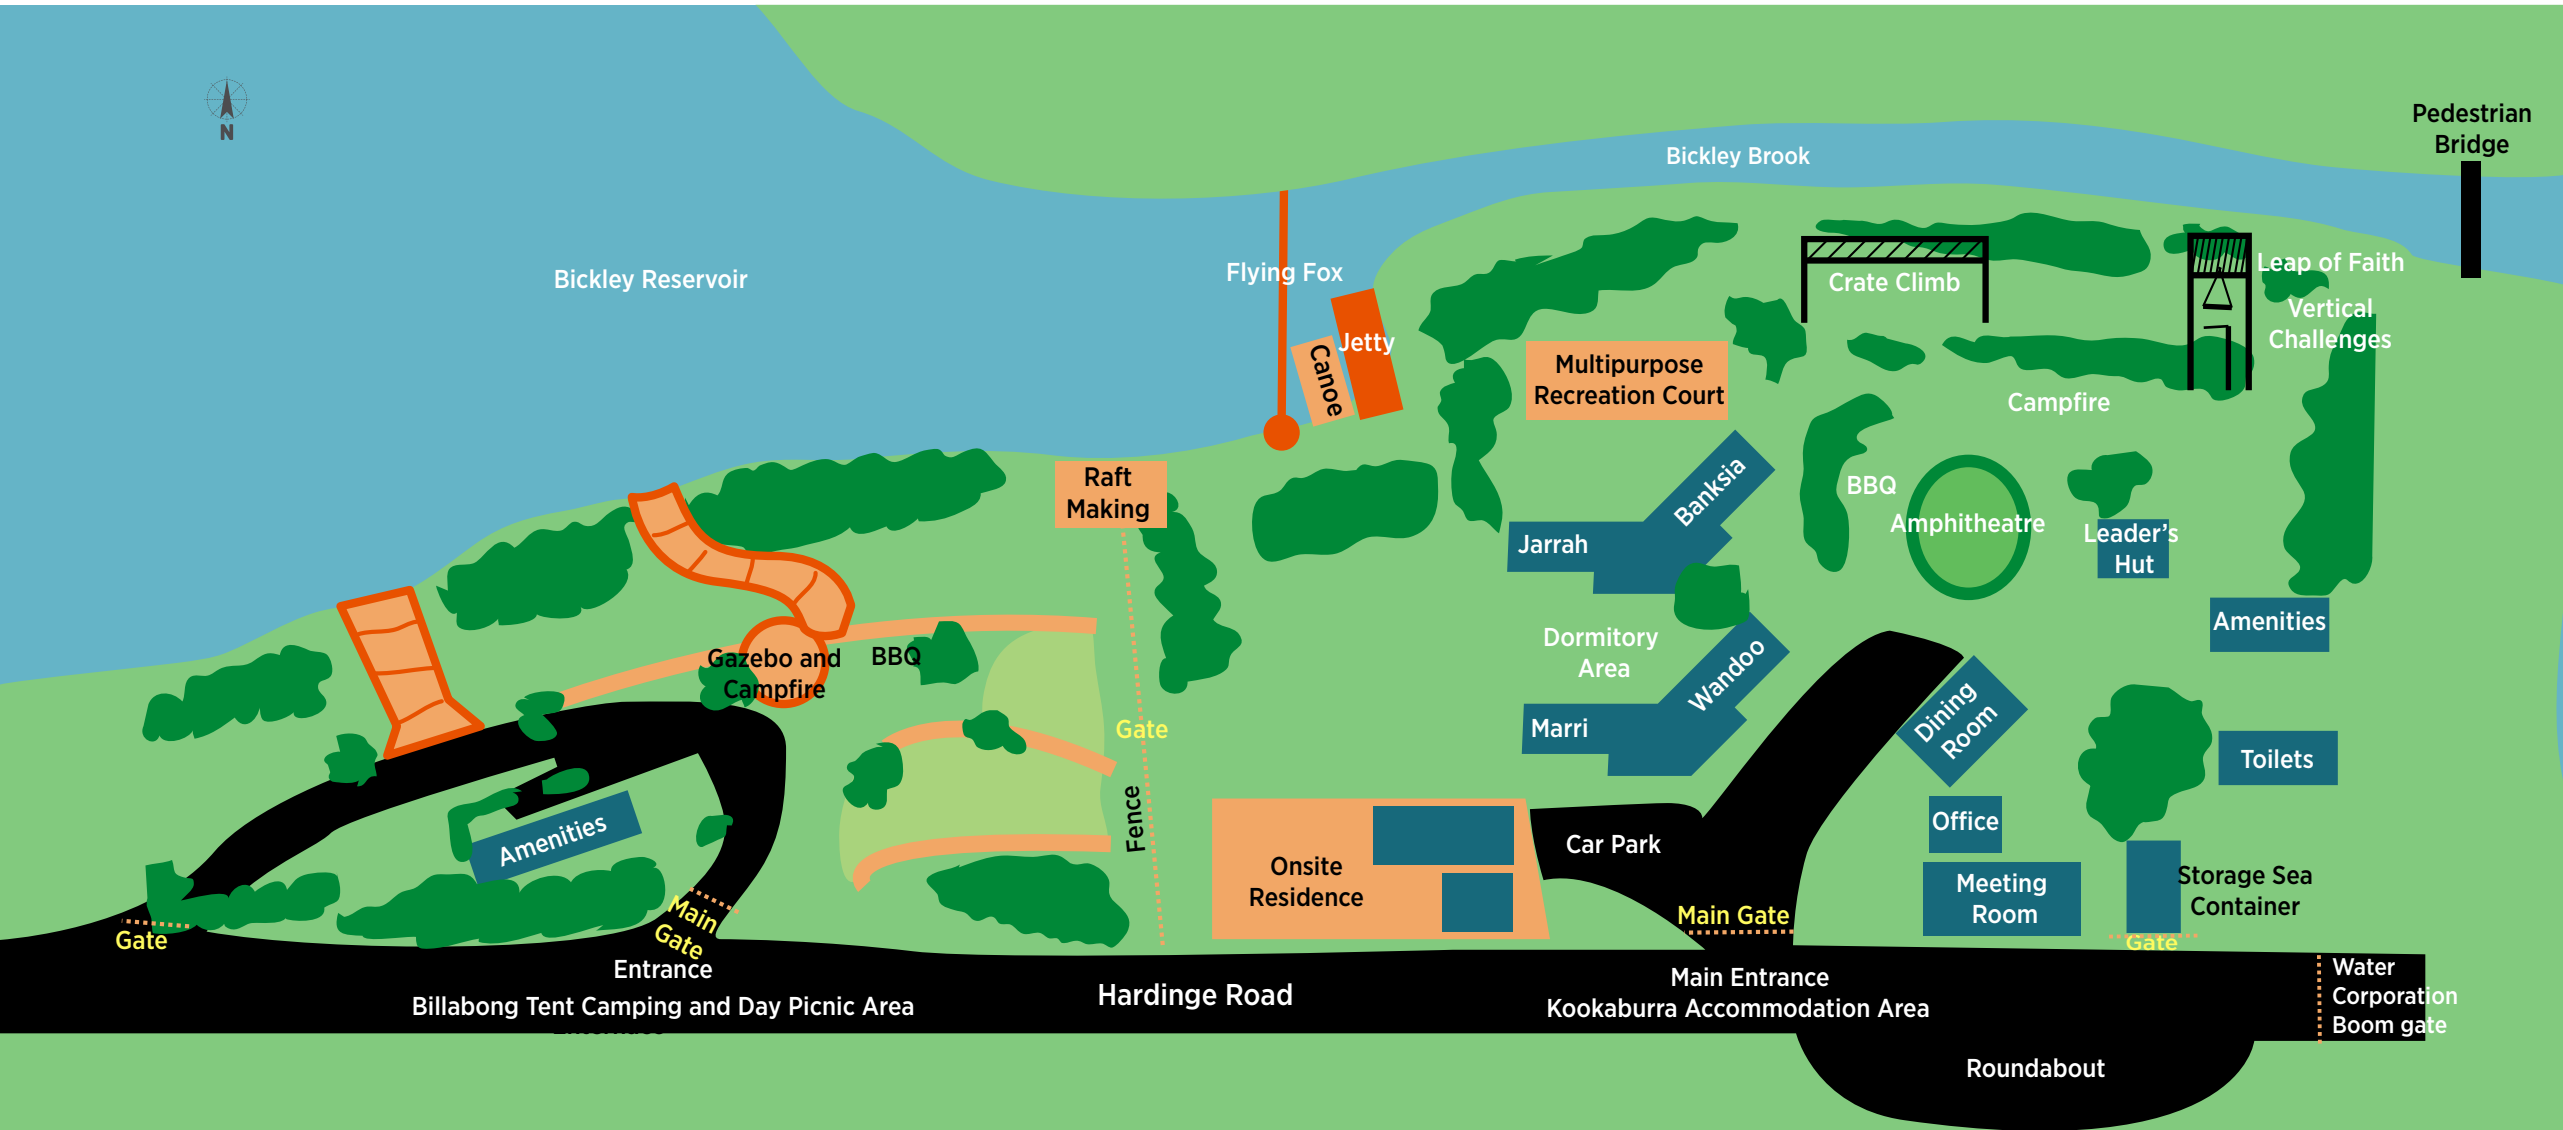 N
Pedestrian
Bridge
Bickley Brook
Bickley Reservoir
Flying Fox
Leap of Faith
Crate Climb
Vertical
Challenges
Jetty
Canoe
Multipurpose
Recreation Court
Campfire
Raft
Making
Banksia
BBQ
Amphitheatre
Jarrah
Leader's
Hut
Amenities
Dormitory
Area
Gazebo and
Campfire
BBQ
Wandoo
Marri
Dining
Room
Gate
Toilets
Fence
Amenities
Car Park
Office
Onsite
Residence
Meeting
Room
Storage Sea
Container
Main Gate
Main
Gate
Gate
Gate
Entrance
Billabong Tent Camping and Day Picnic Area
Hardinge Road
Main Entrance
Kookaburra Accommodation Area
Water
Corporation
Boom gate
Roundabout